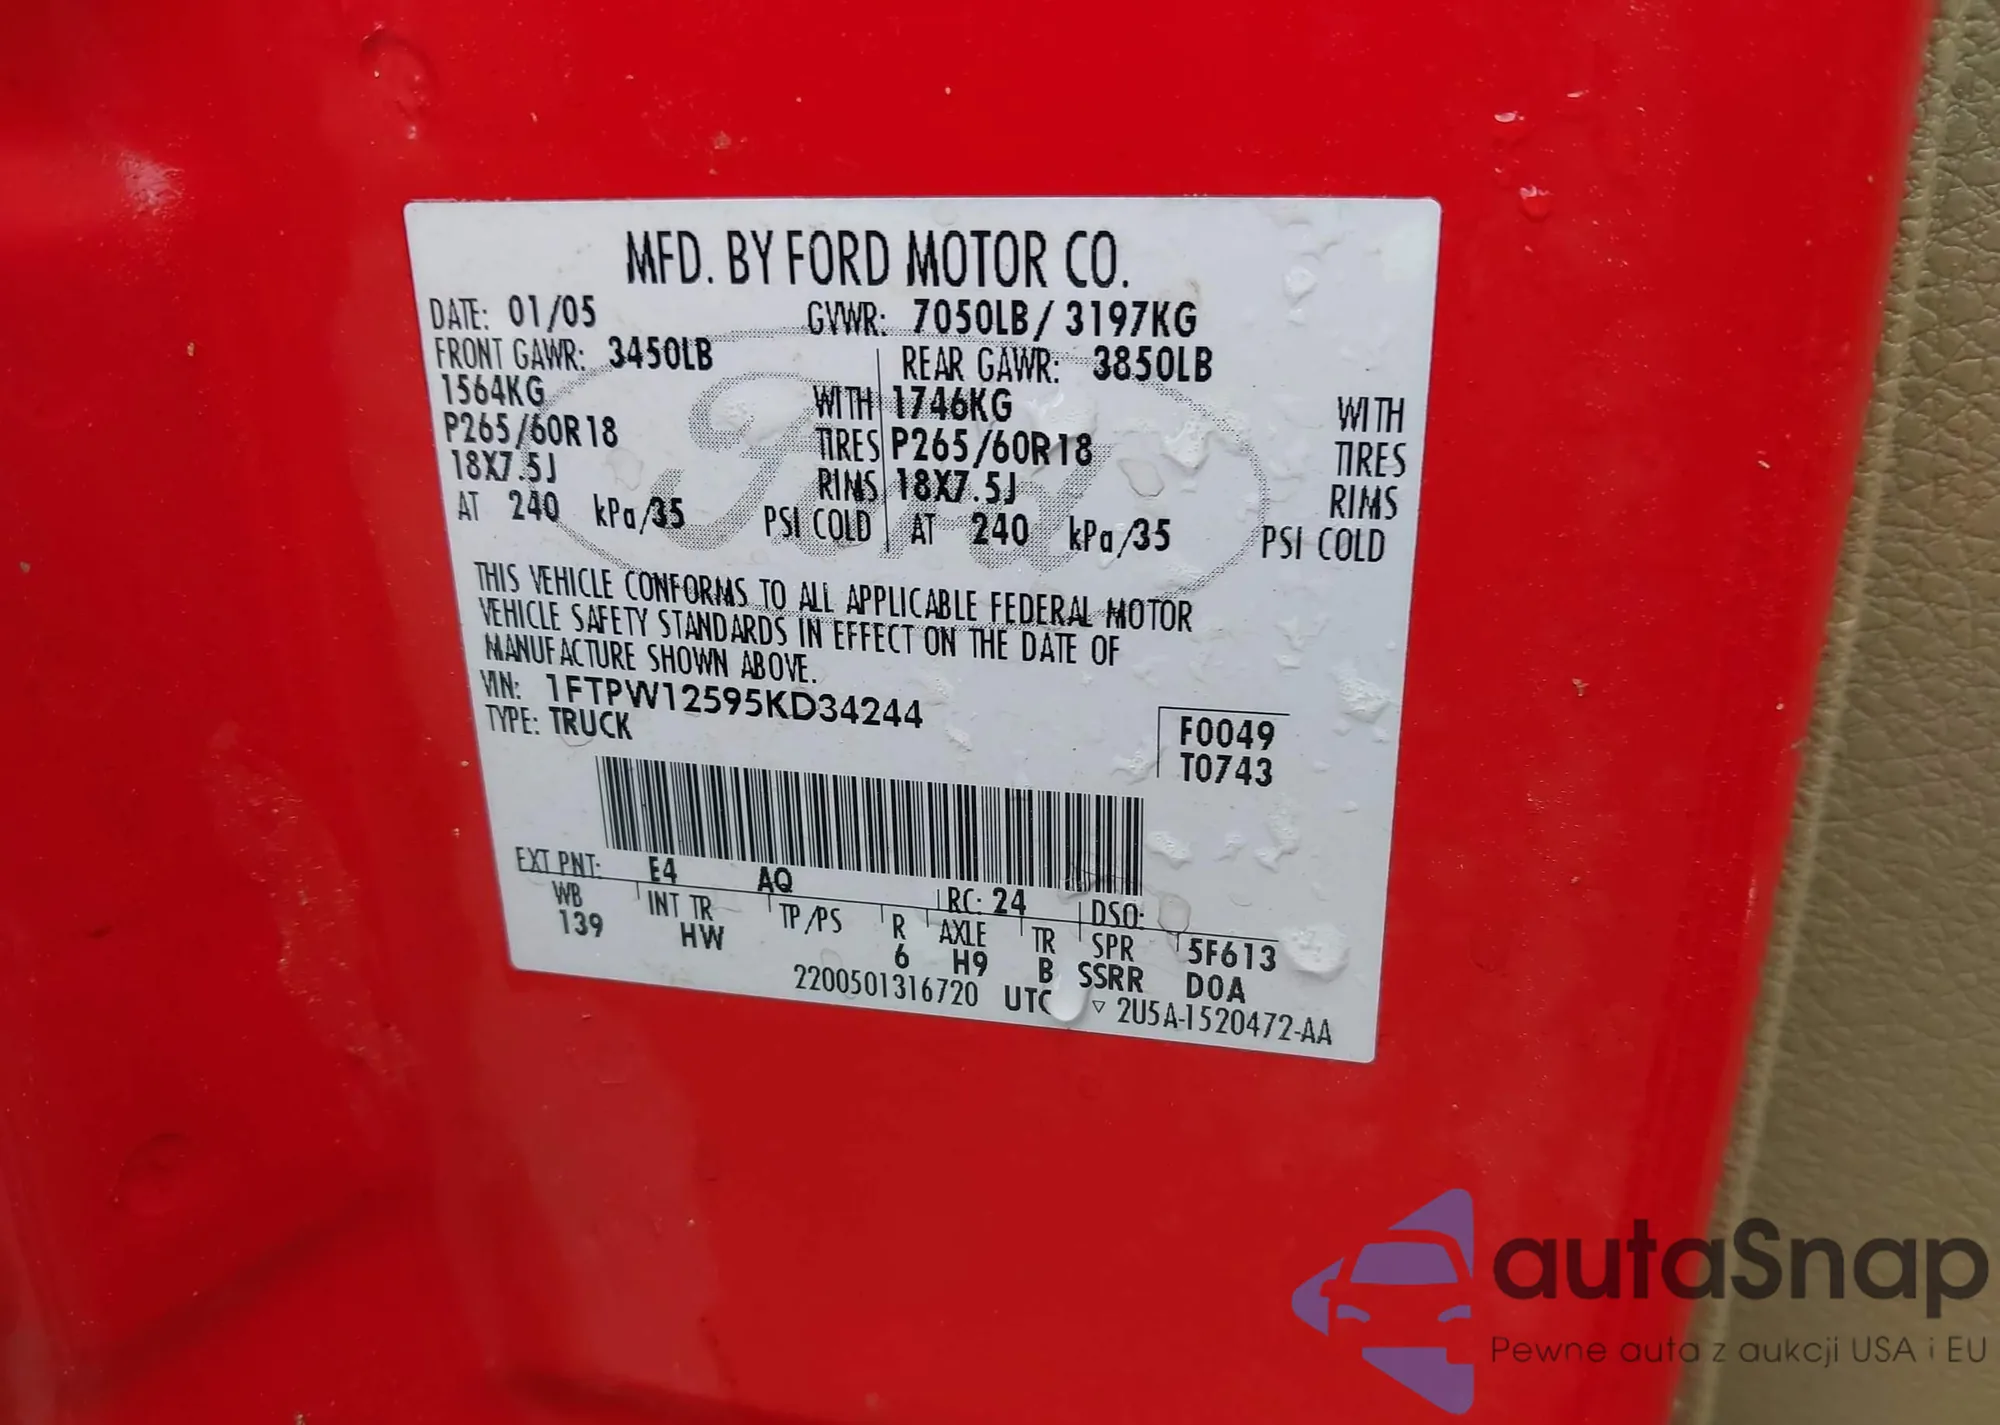 MFD. BY FORD MOTOR CO.
DATE: 01/05 GVWR: 7050LB / 3197KG
FRONT GAWR: 3450LB REAR GAWR: 3850LB
1564KG WITH 1746KG WITH
P265/60R18 TIRES P265/60R18 TIRES
18X7.5J RIMS 18X7.5J RIMS
AT 240 kPa/35 PSI COLD AT 240 kPa/35 PSI COLD
THIS VEHICLE CONFORMS TO ALL APPLICABLE FEDERAL MOTOR
VEHICLE SAFETY STANDARDS IN EFFECT ON THE DATE OF
MANUFACTURE SHOWN ABOVE.
VIN: 1FTPW12595KD34244
TYPE: TRUCK
F0049
T0743
EXT PNT: E4 AQ RC: 24 DSO:
WB INT TR TP/PS R AXLE TR SPR 5F613
139 HW 6 H9 B SSRR D0A
2200501316720 UTC ▽ 2U5A-1520472-AA
Ford
autaSnap
Pewne auta z aukcji USA i EU